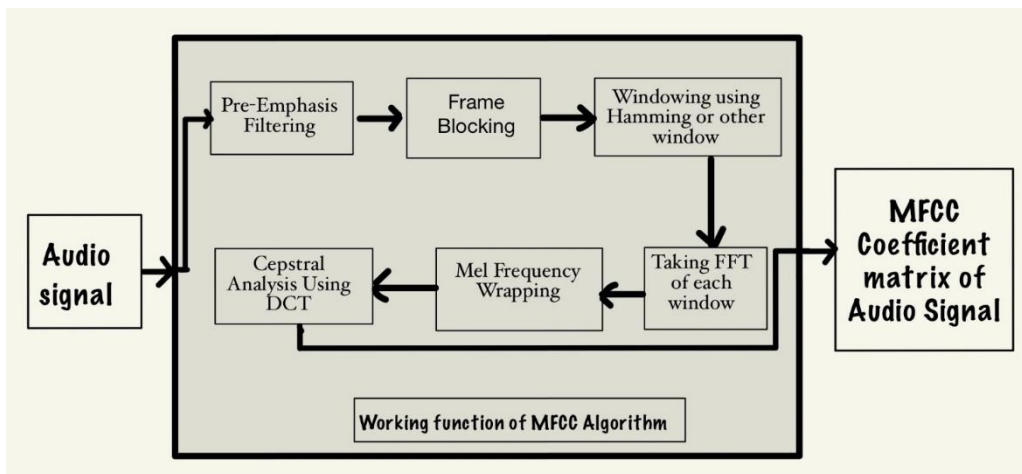 Pre-Emphasis
Filtering
Frame
Blocking
Windowing using
Hamming or other
window
Audio
signal
Cepstral
Analysis Using
DCT
Mel Frequency
Wrapping
Taking FFT
of each
window
MFCC
Coefficient
matrix of
Audio Signal
Working function of MFCC Algorithm